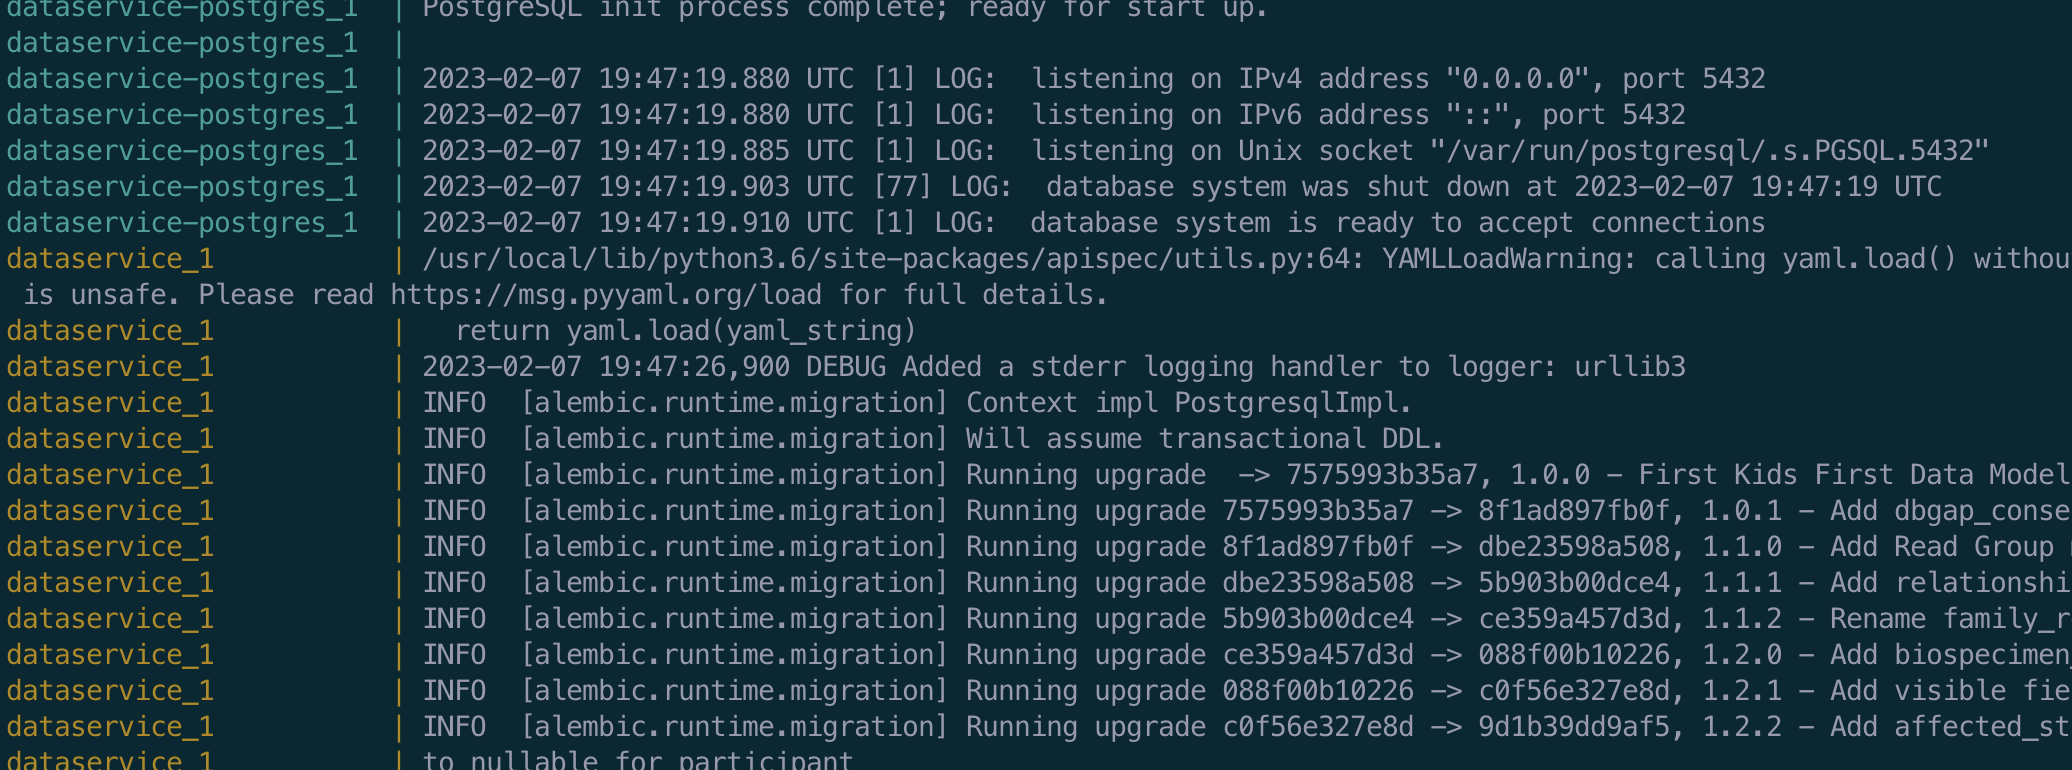 dataservice-postgres_1  | PostgreSQL init process complete; ready for start up.
dataservice-postgres_1  |
dataservice-postgres_1  | 2023-02-07 19:47:19.880 UTC [1] LOG:  listening on IPv4 address "0.0.0.0", port 5432
dataservice-postgres_1  | 2023-02-07 19:47:19.880 UTC [1] LOG:  listening on IPv6 address "::", port 5432
dataservice-postgres_1  | 2023-02-07 19:47:19.885 UTC [1] LOG:  listening on Unix socket "/var/run/postgresql/.s.PGSQL.5432"
dataservice-postgres_1  | 2023-02-07 19:47:19.903 UTC [77] LOG:  database system was shut down at 2023-02-07 19:47:19 UTC
dataservice-postgres_1  | 2023-02-07 19:47:19.910 UTC [1] LOG:  database system is ready to accept connections
dataservice_1           | /usr/local/lib/python3.6/site-packages/apispec/utils.py:64: YAMLLoadWarning: calling yaml.load() withou
 is unsafe. Please read https://msg.pyyaml.org/load for full details.
dataservice_1           |   return yaml.load(yaml_string)
dataservice_1           | 2023-02-07 19:47:26,900 DEBUG Added a stderr logging handler to logger: urllib3
dataservice_1           | INFO  [alembic.runtime.migration] Context impl PostgresqlImpl.
dataservice_1           | INFO  [alembic.runtime.migration] Will assume transactional DDL.
dataservice_1           | INFO  [alembic.runtime.migration] Running upgrade  -> 7575993b35a7, 1.0.0 - First Kids First Data Model
dataservice_1           | INFO  [alembic.runtime.migration] Running upgrade 7575993b35a7 -> 8f1ad897fb0f, 1.0.1 - Add dbgap_conse
dataservice_1           | INFO  [alembic.runtime.migration] Running upgrade 8f1ad897fb0f -> dbe23598a508, 1.1.0 - Add Read Group
dataservice_1           | INFO  [alembic.runtime.migration] Running upgrade dbe23598a508 -> 5b903b00dce4, 1.1.1 - Add relationshi
dataservice_1           | INFO  [alembic.runtime.migration] Running upgrade 5b903b00dce4 -> ce359a457d3d, 1.1.2 - Rename family_r
dataservice_1           | INFO  [alembic.runtime.migration] Running upgrade ce359a457d3d -> 088f00b10226, 1.2.0 - Add biospecimen_
dataservice_1           | INFO  [alembic.runtime.migration] Running upgrade 088f00b10226 -> c0f56e327e8d, 1.2.1 - Add visible fie
dataservice_1           | INFO  [alembic.runtime.migration] Running upgrade c0f56e327e8d -> 9d1b39dd9af5, 1.2.2 - Add affected_st
dataservice_1           | to nullable for participant